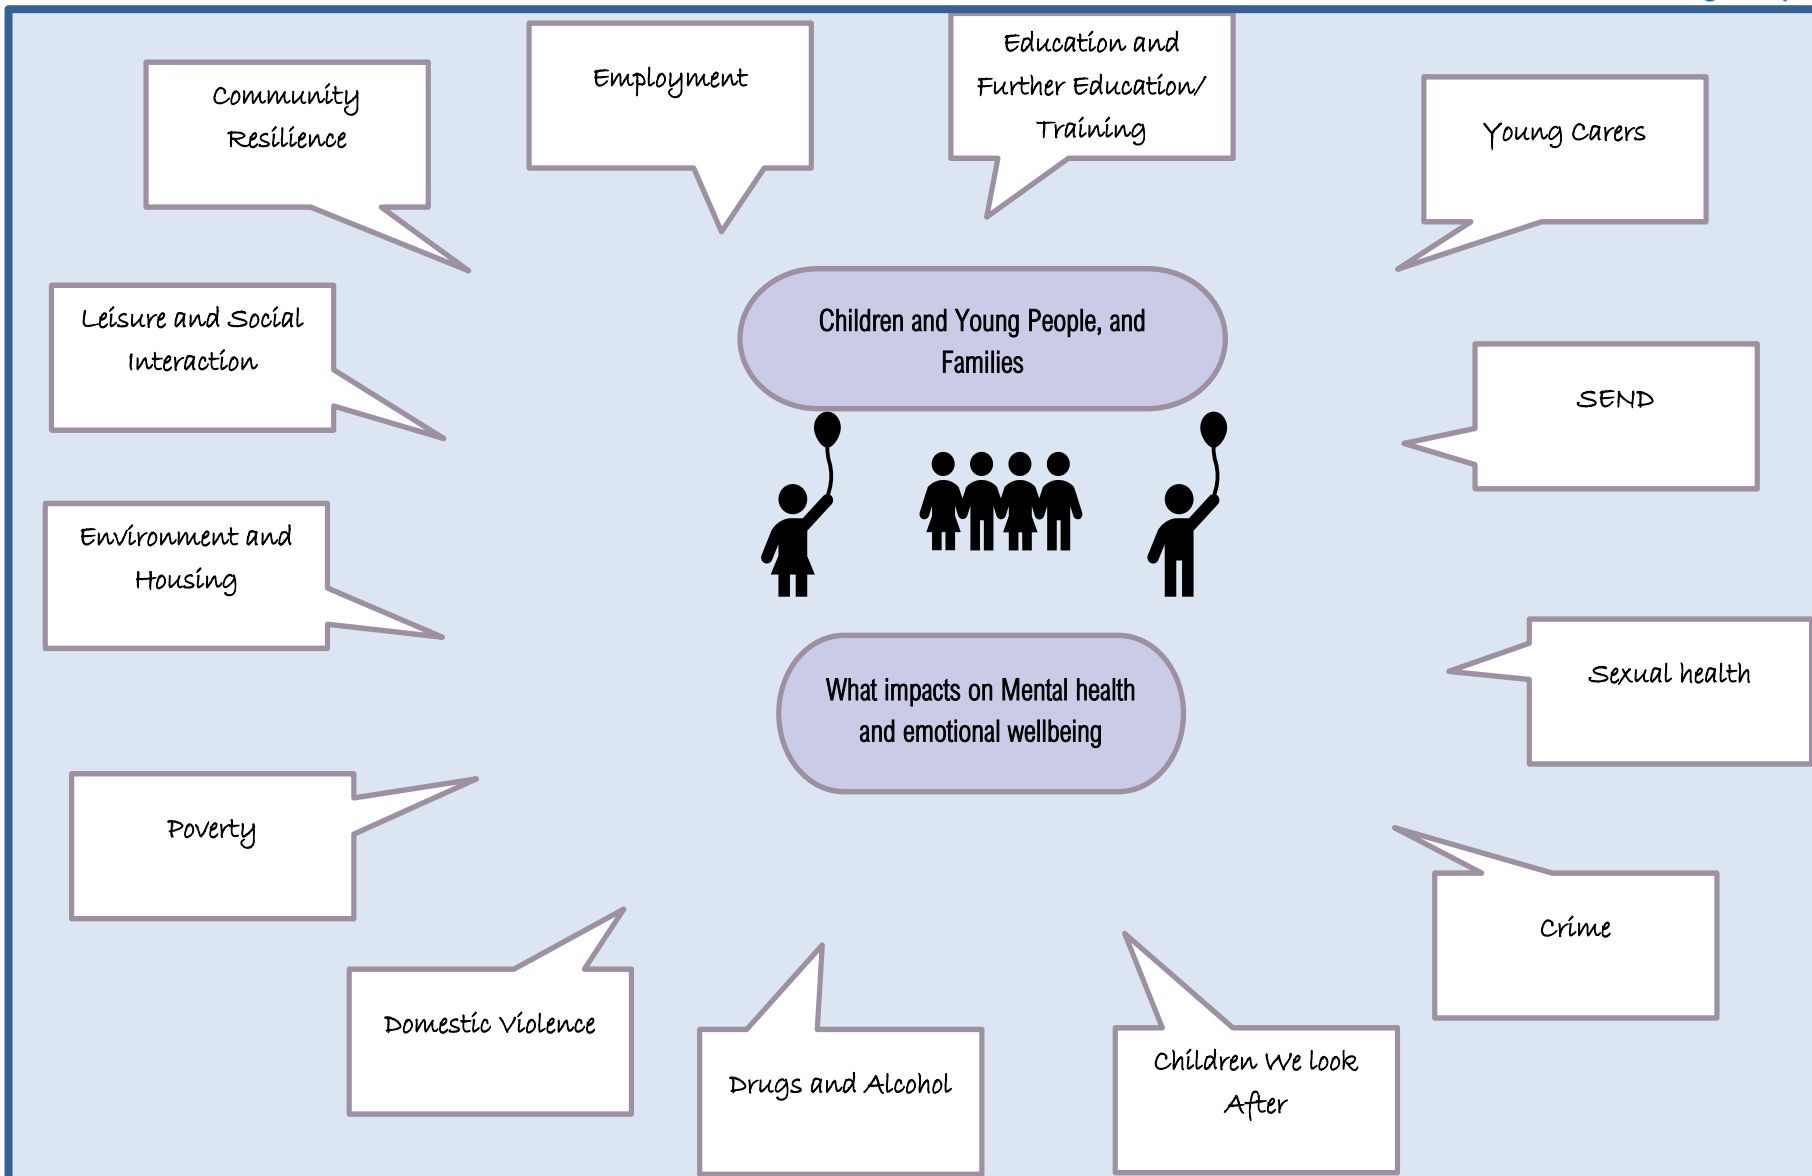 Education and
Further Education/
Training
Employment
Community
Resilience
Young Carers
Leisure and Social
Interaction
Children and Young People, and
Families
SEND
Environment and
Housing
Sexual health
What impacts on Mental health
and emotional wellbeing
Poverty
Crime
Domestic Violence
Drugs and Alcohol
Children We look
After